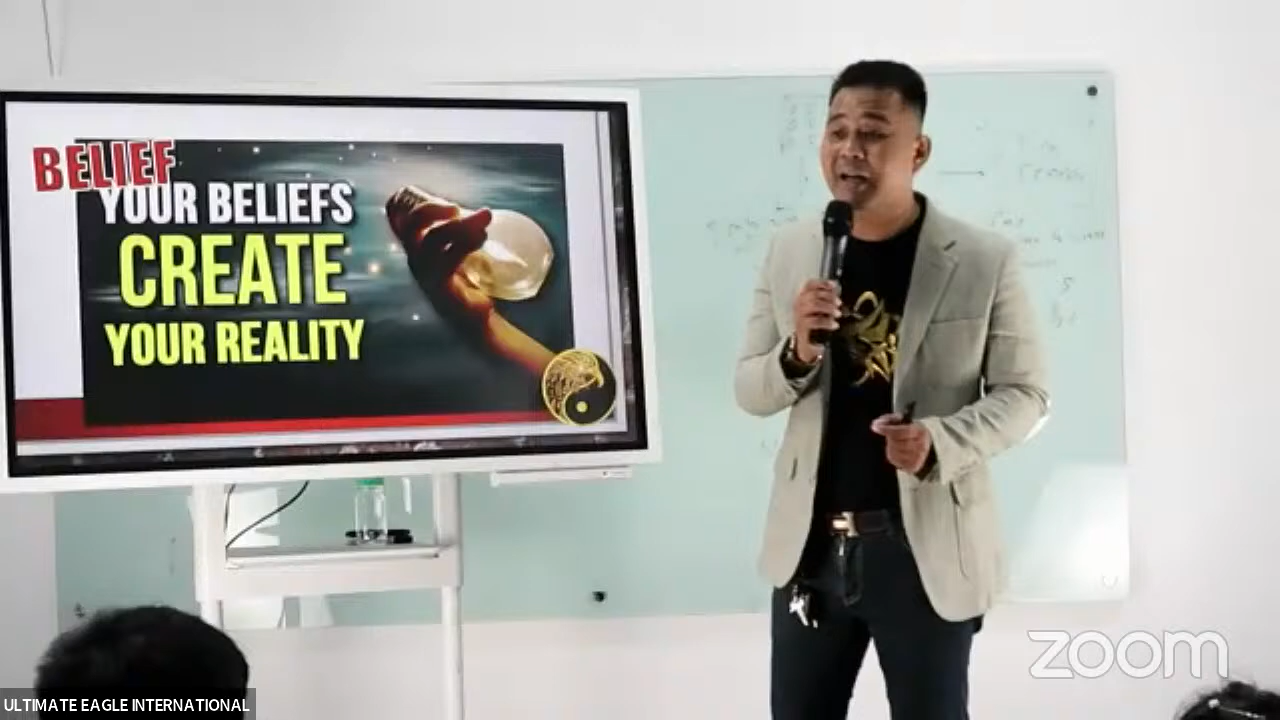 BELIEF
YOUR BELIEFS
CREATE
YOUR REALITY
zoom
ULTIMATE EAGLE INTERNATIONAL